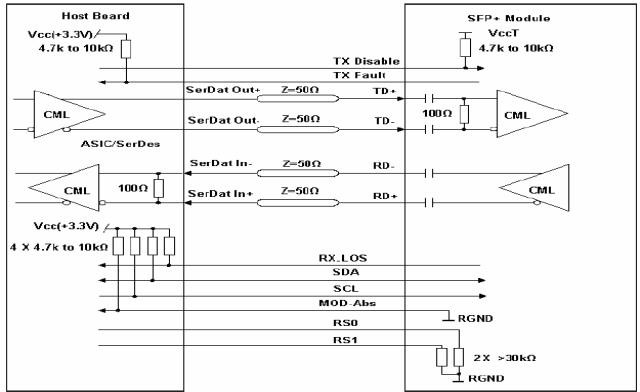 Host Board
SFP+ Module
Vcc(+3.3V)
4.7k to 10kΩ
VccT
4.7k to 10kΩ
TX Disable
TX Fault
SerDat Out+
Z=50Ω
TD+
CML
100Ω
CML
SerDat Out-
Z=50Ω
TD-
ASIC/SerDes
SerDat In-
Z=50Ω
RD-
CML
100Ω
CML
SerDat In+
Z=50Ω
RD+
Vcc(+3.3V)
4 X 4.7k to 10kΩ
RX_LOS
SDA
SCL
MOD-Abs
RGND
RS0
RS1
2 X >30kΩ
RGND